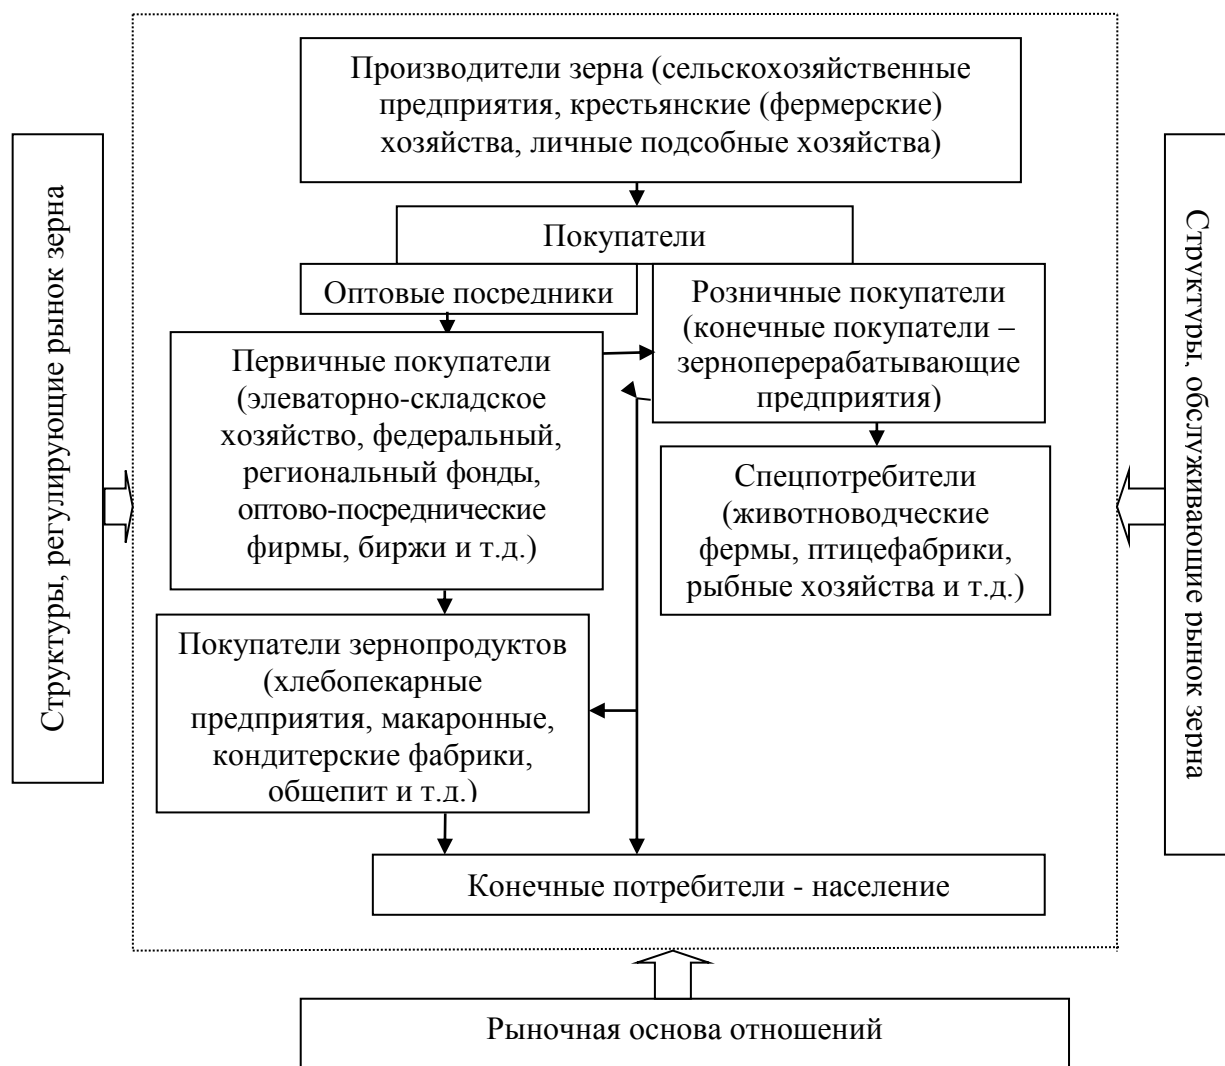 Производители зерна (сельскохозяйственные
предприятия, крестьянские (фермерские)
хозяйства, личные подсобные хозяйства)
Структуры, регулирующие рынок зерна
Структуры, обслуживающие рынок зерна
Покупатели
Оптовые посредники
Розничные покупатели
(конечные покупатели –
зерноперерабатывающие
предприятия)
Первичные покупатели
(элеваторно-складское
хозяйство, федеральный,
региональный фонды,
оптово-посреднические
фирмы, биржи и т.д.)
Спецпотребители
(животноводческие
фермы, птицефабрики,
рыбные хозяйства и т.д.)
Покупатели зернопродуктов
(хлебопекарные
предприятия, макаронные,
кондитерские фабрики,
общепит и т.д.)
Конечные потребители - население
Рыночная основа отношений